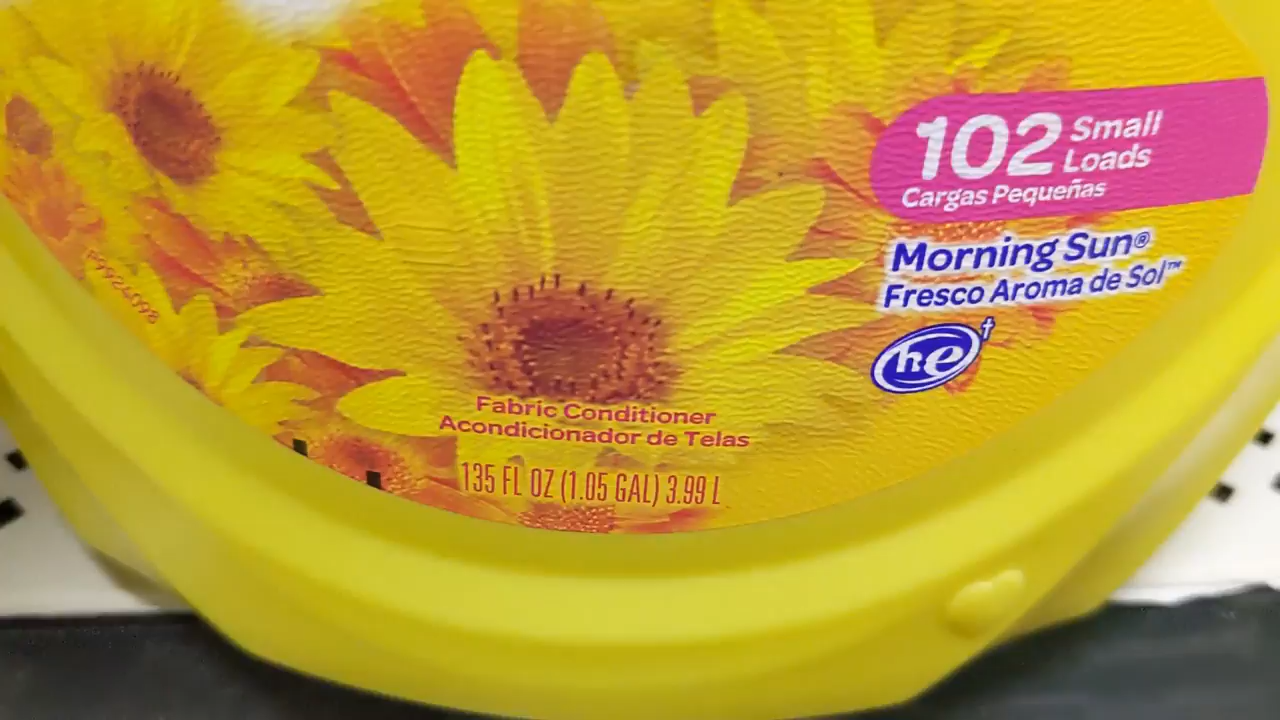 102 Small
Loads
Cargas Pequeñas
Morning Sun®
Fresco Aroma de Sol™
he†
Fabric Conditioner
Acondicionador de Telas
135 FL OZ (1.05 GAL) 3.99 L